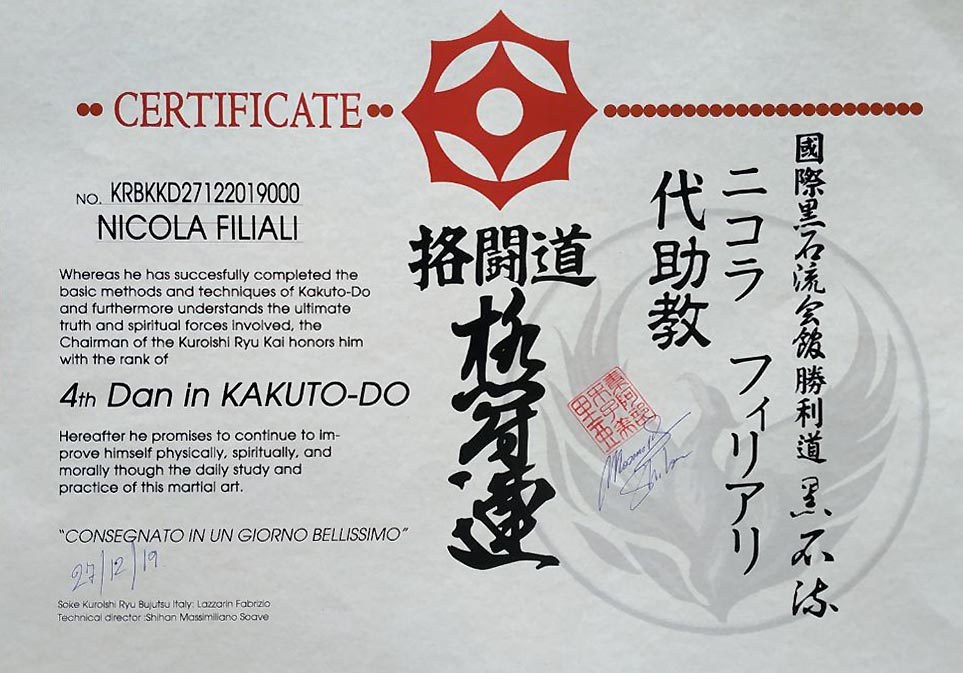 CERTIFICATE
NO. KRBKKD27122019000
NICOLA FILIALI
Whereas he has succesfully completed the
basic methods and techniques of Kakuto-Do
and furthermore understands the ultimate
truth and spiritual forces involved, the
Chairman of the Kuroishi Ryu Kai honors him
with the rank of
4th Dan in KAKUTO-DO
Hereafter he promises to continue to im-
prove himself physically, spiritually, and
morally though the daily study and
practice of this martial art.
"CONSEGNATO IN UN GIORNO BELLISSIMO"
27/12/19
Soke Kuroishi Ryu Bujutsu Italy: Lazzarin Fabrizio
Technical director :Shihan Massimiliano Soave
國際黒石流会館勝利道 黒石流
ニコラ フィリアリ
代助教
格闘道